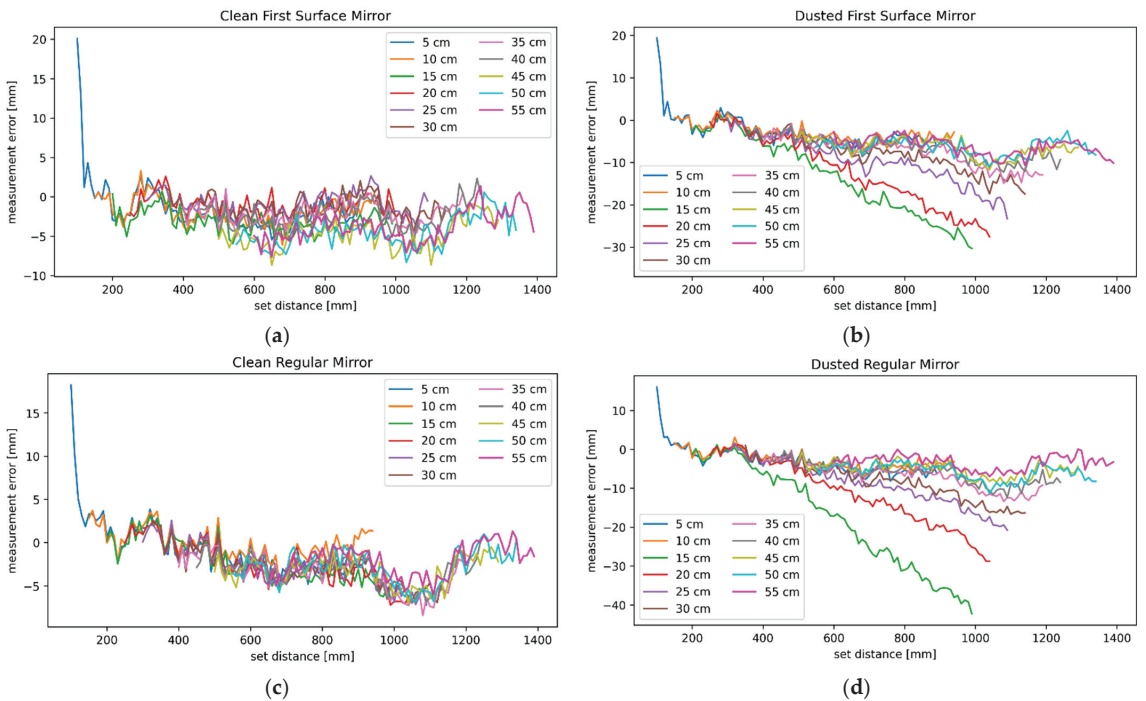 Clean First Surface Mirror
measurement error [mm]
20
15
10
5
0
−5
−10
200 400 600 800 1000 1200 1400
set distance [mm]
5 cm
10 cm
15 cm
20 cm
25 cm
30 cm
35 cm
40 cm
45 cm
50 cm
55 cm
(a)
Dusted First Surface Mirror
measurement error [mm]
20
10
0
−10
−20
−30
200 400 600 800 1000 1200 1400
set distance [mm]
5 cm
10 cm
15 cm
20 cm
25 cm
30 cm
35 cm
40 cm
45 cm
50 cm
55 cm
(b)
Clean Regular Mirror
measurement error [mm]
15
10
5
0
−5
200 400 600 800 1000 1200 1400
set distance [mm]
5 cm
10 cm
15 cm
20 cm
25 cm
30 cm
35 cm
40 cm
45 cm
50 cm
55 cm
(c)
Dusted Regular Mirror
measurement error [mm]
10
0
−10
−20
−30
−40
200 400 600 800 1000 1200 1400
set distance [mm]
5 cm
10 cm
15 cm
20 cm
25 cm
30 cm
35 cm
40 cm
45 cm
50 cm
55 cm
(d)